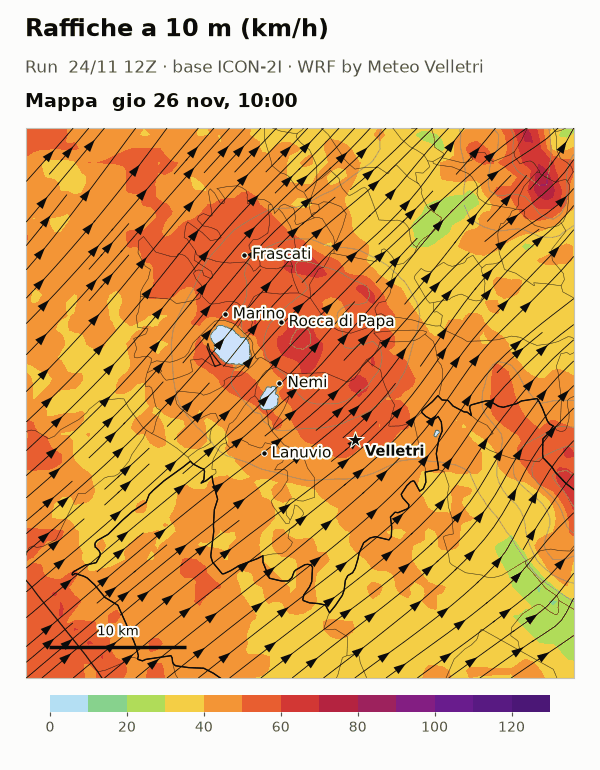 Raffiche a 10 m (km/h)
Run  24/11 12Z · base ICON-2I · WRF by Meteo Velletri
Mappa  gio 26 nov, 10:00
Frascati
Marino
Rocca di Papa
Nemi
Velletri
Lanuvio
10 km
0 20 40 60 80 100 120